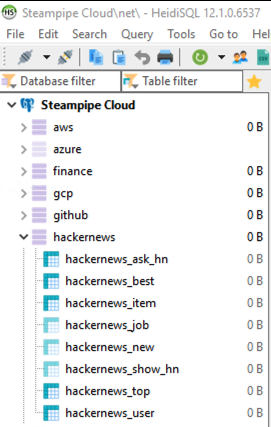 HS Steampipe Cloud\net\ - HeidiSQL 12.1.0.6537
File Edit Search Query Tools Go to Help
Database filter Table filter
Steampipe Cloud
aws 0 B
azure
finance 0 B
gcp 0 B
github 0 B
hackernews 0 B
hackernews_ask_hn 0 B
hackernews_best 0 B
hackernews_item 0 B
hackernews_job 0 B
hackernews_new 0 B
hackernews_show_hn 0 B
hackernews_top 0 B
hackernews_user 0 B